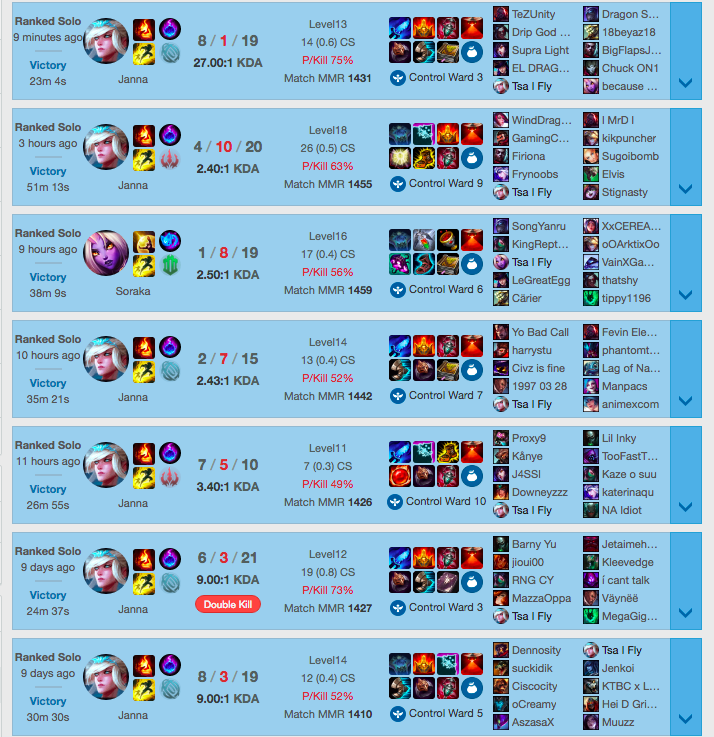 Ranked Solo
9 minutes ago
Victory
23m 4s
Janna
8 / 1 / 19
27.00:1 KDA
Level13
14 (0.6) CS
P/Kill 75%
Match MMR 1431
Control Ward 3
TeZUnity
Drip God ...
Supra Light
EL DRAG...
Tsa I Fly
Dragon S...
18beyaz18
BigFlapsJ...
Chuck ON1
because ...
Ranked Solo
3 hours ago
Victory
51m 13s
Janna
4 / 10 / 20
2.40:1 KDA
Level18
26 (0.5) CS
P/Kill 63%
Match MMR 1455
Control Ward 9
WindDrag...
GamingC...
Firiona
Frynoobs
Tsa I Fly
I MrD I
kikpuncher
Sugoibomb
Elvis
Stignasty
Ranked Solo
9 hours ago
Victory
38m 9s
Soraka
1 / 8 / 19
2.50:1 KDA
Level16
17 (0.4) CS
P/Kill 56%
Match MMR 1459
Control Ward 6
SongYanru
KingRept...
Tsa I Fly
LeGreatEgg
Cärier
XxCEREA...
oOArktixOo
VainXGa...
thatshy
tippy1196
Ranked Solo
10 hours ago
Victory
35m 21s
Janna
2 / 7 / 15
2.43:1 KDA
Level14
13 (0.4) CS
P/Kill 52%
Match MMR 1442
Control Ward 7
Yo Bad Call
harrystu
Civz is fine
1997 03 28
Tsa I Fly
Fevin Ele...
phantomt...
Lag of Na...
Manpacs
animexcom
Ranked Solo
11 hours ago
Victory
26m 55s
Janna
7 / 5 / 10
3.40:1 KDA
Level11
7 (0.3) CS
P/Kill 49%
Match MMR 1426
Control Ward 10
Proxy9
Kånye
J4SSI
Downeyzzz
Tsa I Fly
Lil Inky
TooFastT...
Kaze o suu
katerinaqu
NA Idiot
Ranked Solo
9 days ago
Victory
24m 37s
Janna
6 / 3 / 21
9.00:1 KDA
Double Kill
Level12
19 (0.8) CS
P/Kill 73%
Match MMR 1427
Control Ward 3
Barny Yu
jioui00
RNG CY
MazzaOppa
Tsa I Fly
Jetaimeh...
Kleevedge
í cant talk
Väynëë
MegaGig...
Ranked Solo
9 days ago
Victory
30m 30s
Janna
8 / 3 / 19
9.00:1 KDA
Level14
12 (0.4) CS
P/Kill 52%
Match MMR 1410
Control Ward 5
Dennosity
suckidik
Ciscocity
oCreamy
AszasaX
Tsa I Fly
Jenkoi
KTBC x L...
Hei D Gri...
Muuzz